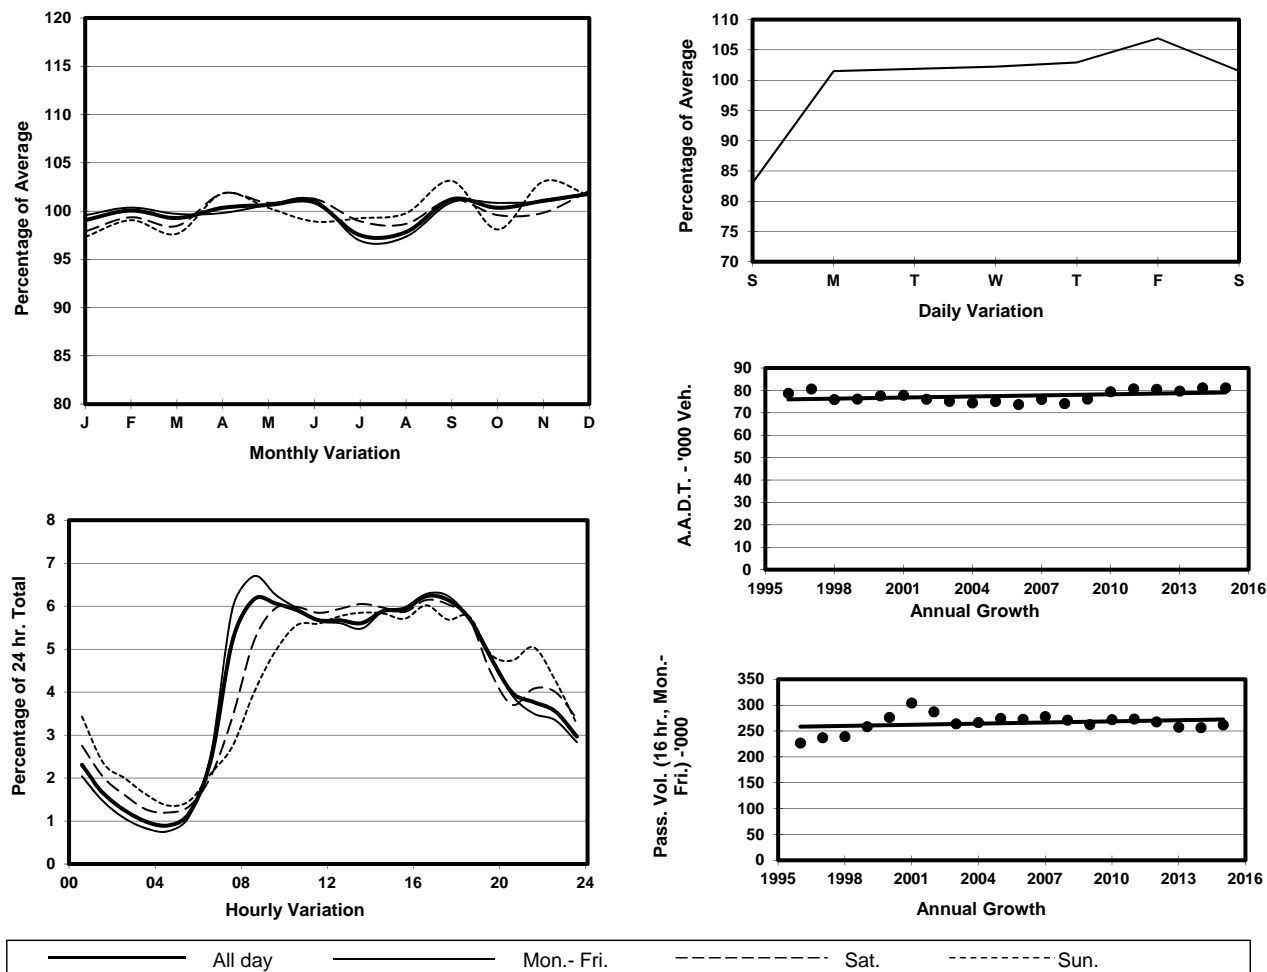 120
115
110
105
100
95
90
85
80
Percentage of Average
J F M A M J J A S O N D
Monthly Variation
110
105
100
95
90
85
80
75
70
Percentage of Average
S M T W T F S
Daily Variation
90
80
70
60
50
40
30
20
10
0
A.A.D.T. - '000 Veh.
1995 1998 2001 2004 2007 2010 2013 2016
Annual Growth
8
7
6
5
4
3
2
1
0
Percentage of 24 hr. Total
00 04 08 12 16 20 24
Hourly Variation
350
300
250
200
150
100
50
0
Pass. Vol. (16 hr., Mon.-
Fri.) -'000
1995 1998 2001 2004 2007 2010 2013 2016
Annual Growth
All day Mon.- Fri. Sat. Sun.